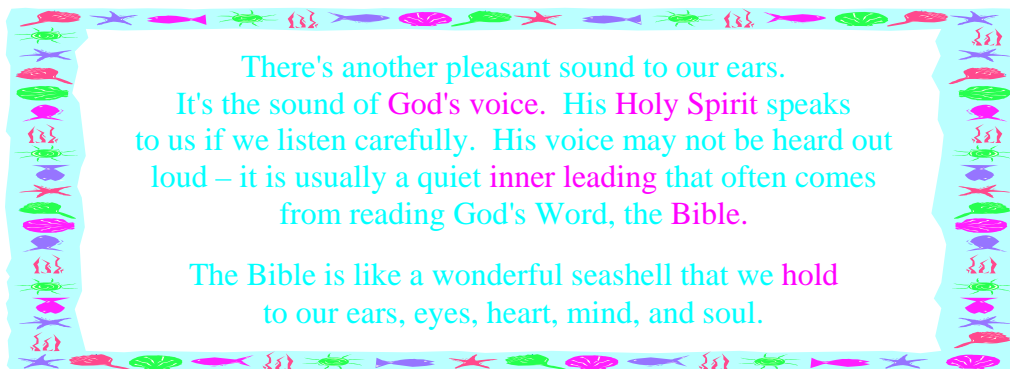 There's another pleasant sound to our ears.
It's the sound of God's voice.  His Holy Spirit speaks
to us if we listen carefully.  His voice may not be heard out
loud – it is usually a quiet inner leading that often comes
from reading God's Word, the Bible.
The Bible is like a wonderful seashell that we hold
to our ears, eyes, heart, mind, and soul.